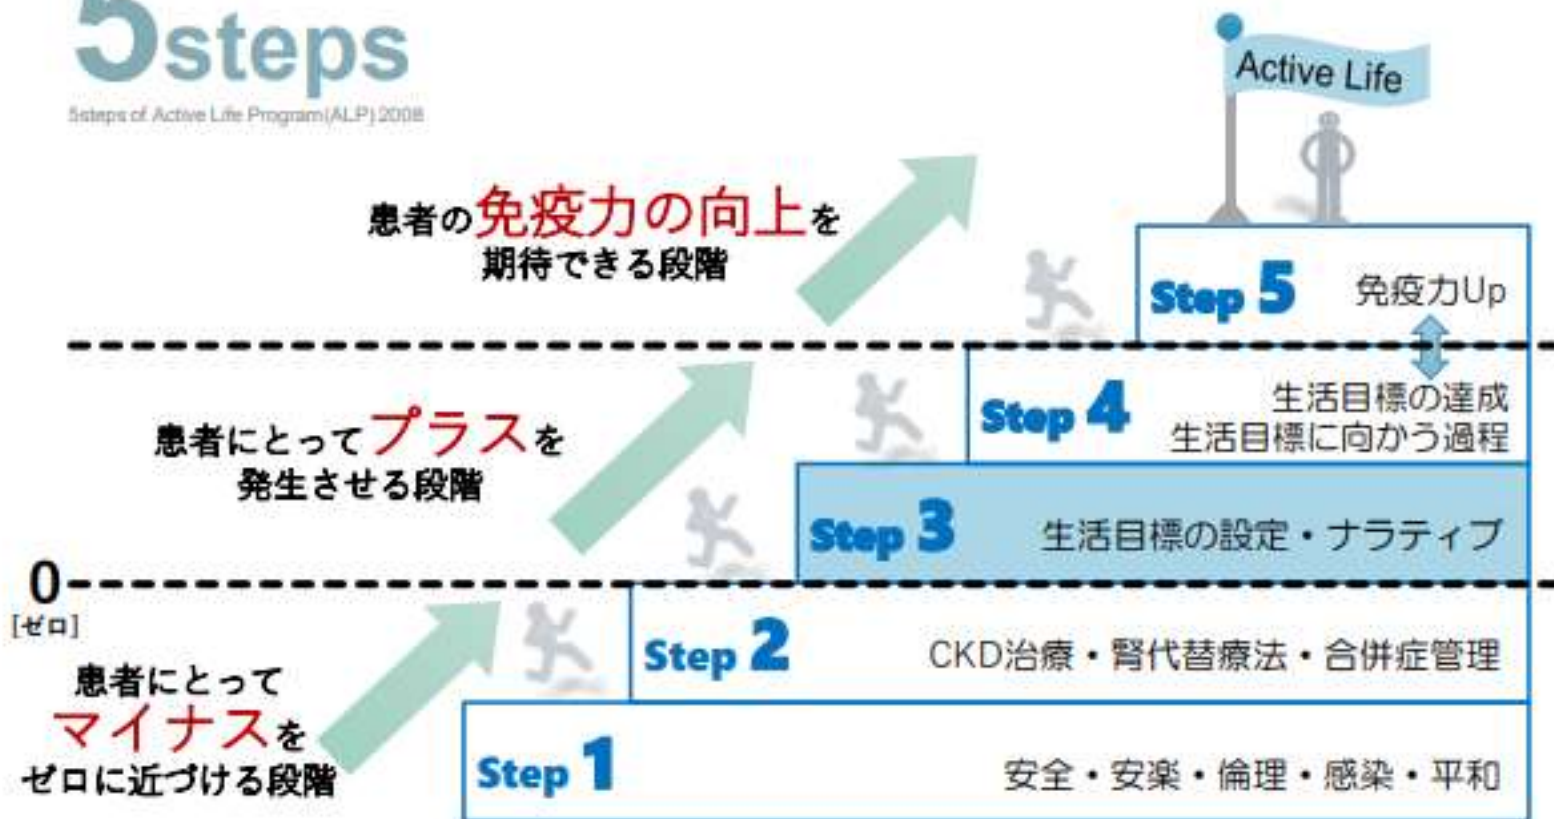 5steps
5steps of Active Life Program(ALP) 2008
Active Life
患者の免疫力の向上を
期待できる段階
Step 5 免疫力Up
患者にとってプラスを
発生させる段階
Step 4 生活目標の達成
生活目標に向かう過程
Step 3 生活目標の設定・ナラティブ
0
[ゼロ]
Step 2 CKD治療・腎代替療法・合併症管理
患者にとって
マイナスを
ゼロに近づける段階
Step 1 安全・安楽・倫理・感染・平和